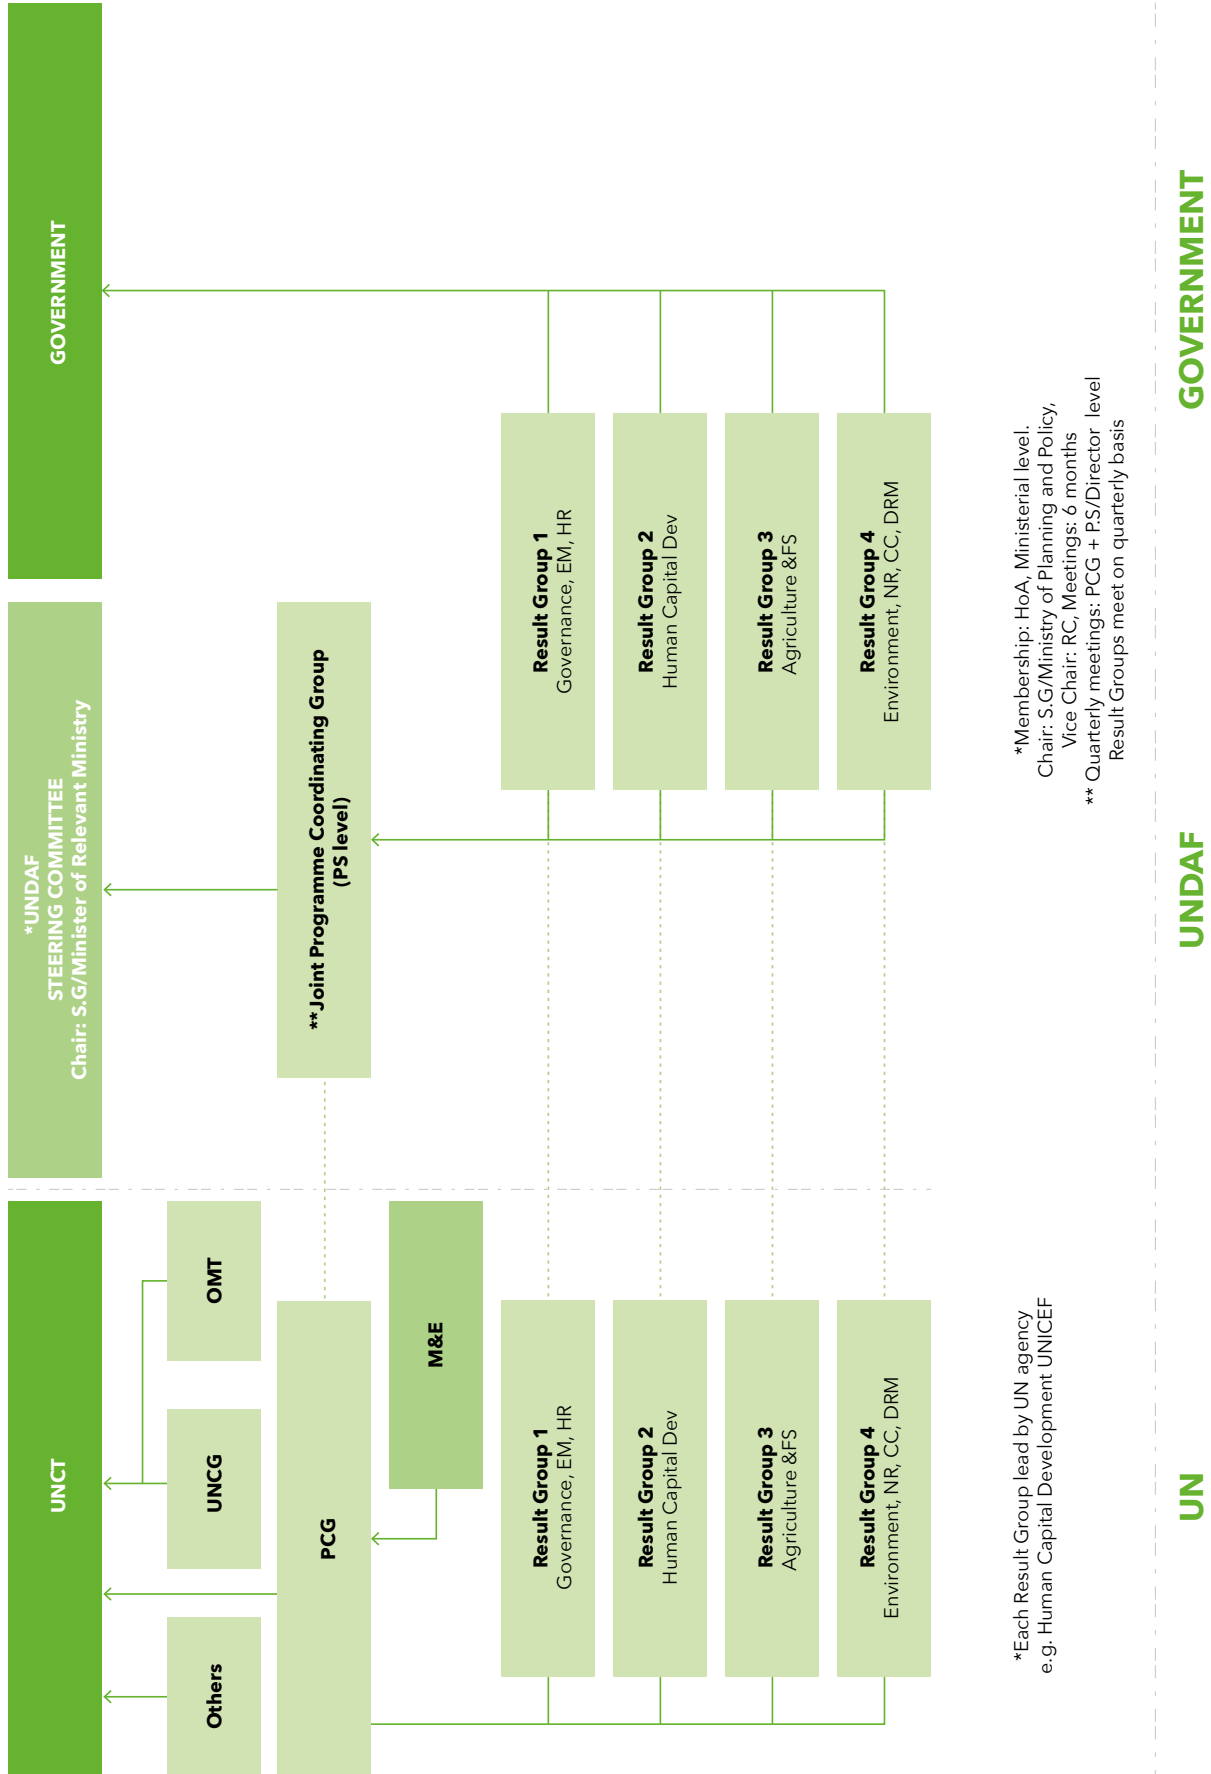 UNCT
*UNDAF
STEERING COMMITTEE
Chair: S.G/Minister of Relevant Ministry
GOVERNMENT
Others
UNCG
OMT
PCG
**Joint Programme Coordinating Group
(PS level)
M&E
Result Group 1
Governance, EM, HR
Result Group 2
Human Capital Dev
Result Group 3
Agriculture &FS
Result Group 4
Environment, NR, CC, DRM
Result Group 1
Governance, EM, HR
Result Group 2
Human Capital Dev
Result Group 3
Agriculture &FS
Result Group 4
Environment, NR, CC, DRM
*Each Result Group lead by UN agency
e.g. Human Capital Development UNICEF
*Membership: HoA, Ministerial level.
Chair: S.G/Ministry of Planning and Policy,
Vice Chair: RC, Meetings: 6 months
** Quarterly meetings: PCG + P.S/Director level
Result Groups meet on quarterly basis
UN
UNDAF
GOVERNMENT